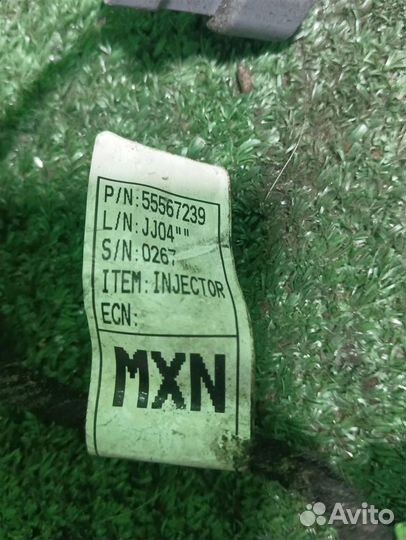 P/N:55567239
L/N:JJ04""
S/N:0267
ITEM:INJECTOR
ECN:
MXN
Avito